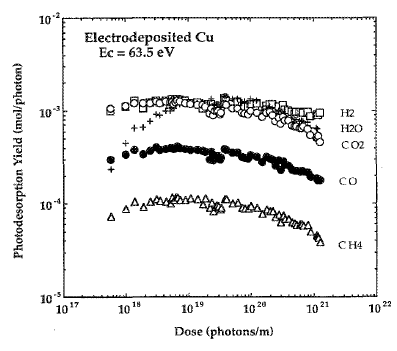 10-2
Electrodeposited Cu
Ec = 63.5 eV
10-3
H2
H2O
CO2
CO
10-4
CH4
10-5
10 17
10 18
10 19
10 20
10 21
10 22
Dose (photons/m)
Photodesorption Yield (mol/photon)